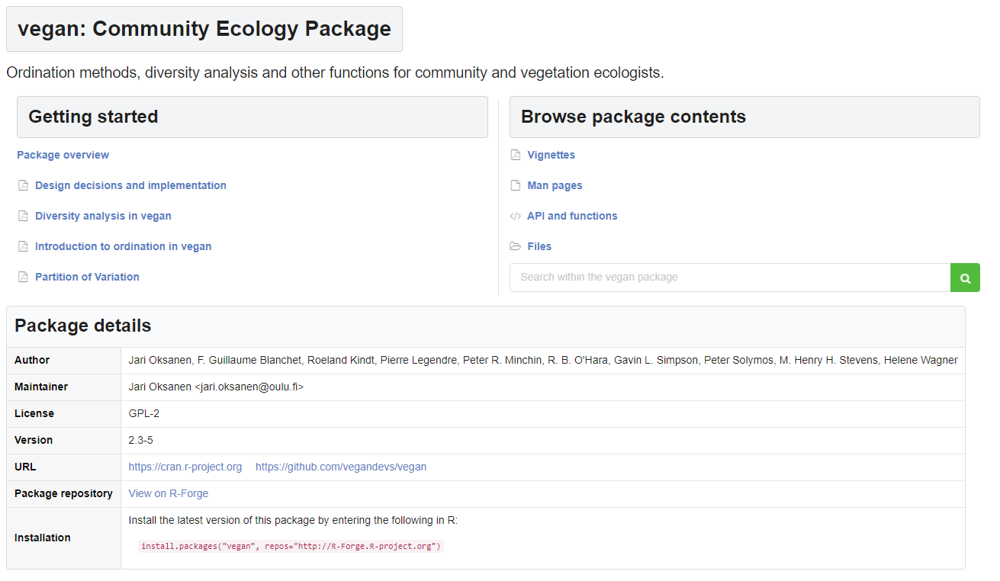 vegan: Community Ecology Package
Ordination methods, diversity analysis and other functions for community and vegetation ecologists.
Getting started
Package overview
Design decisions and implementation
Diversity analysis in vegan
Introduction to ordination in vegan
Partition of Variation
Browse package contents
Vignettes
Man pages
API and functions
Files
Search within the vegan package
Package details
Author Jari Oksanen, F. Guillaume Blanchet, Roeland Kindt, Pierre Legendre, Peter R. Minchin, R. B. O'Hara, Gavin L. Simpson, Peter Solymos, M. Henry H. Stevens, Helene Wagner
Maintainer Jari Oksanen <jari.oksanen@oulu.fi>
License GPL-2
Version 2.3-5
URL https://cran.r-project.org https://github.com/vegandevs/vegan
Package repository View on R-Forge
Installation
Install the latest version of this package by entering the following in R:
install.packages("vegan", repos="http://R-Forge.R-project.org")